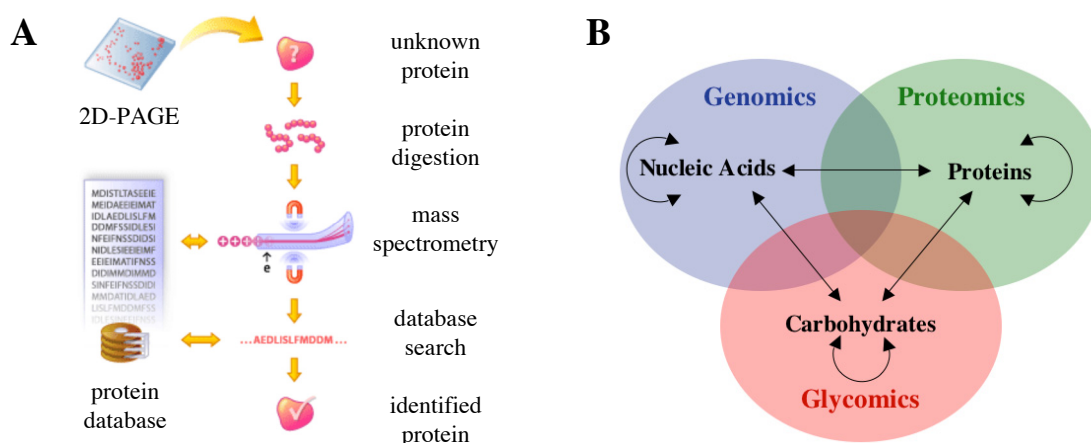 A
unknown
protein
2D-PAGE
protein
digestion
MDISTLTASEEIE
MEIDAEEIEIMAT
IDLAEDLISLFM
DDMFSSIDLESI
NFEIFNSSDIDSI
NIDLESIEEIEIMF
EEIEIMATIFNSS
DIDIMMDIMMD
SINFEIFNSSDIDI
MMDATIDLAED
LISLFMDDMFSS
mass
spectrometry
e
...AEDLISLFMDDM...
database
search
protein
database
identified
protein
B
Genomics
Proteomics
Nucleic Acids
Proteins
Carbohydrates
Glycomics